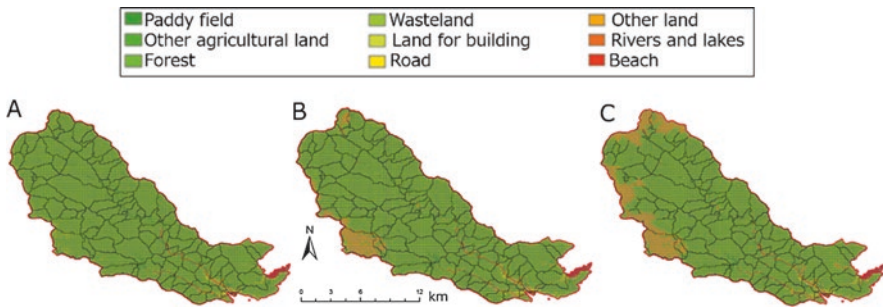 Paddy field Wasteland Other land
Other agricultural land Land for building Rivers and lakes
Forest Road Beach
A B C
N
0 3 6 12 km